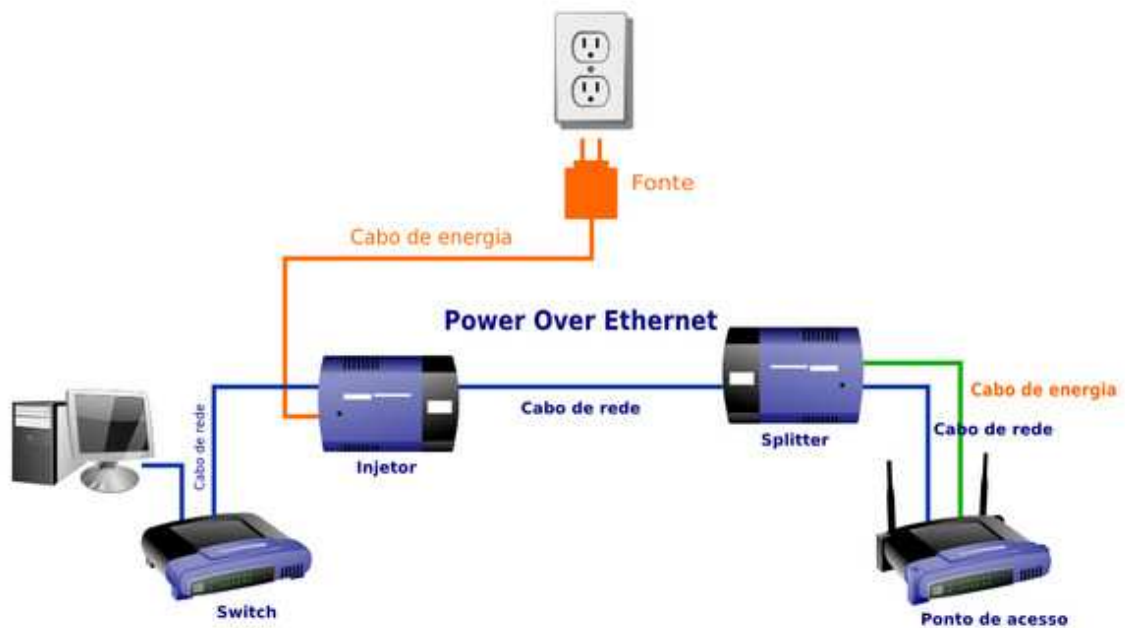 Fonte
Cabo de energia
Power Over Ethernet
Cabo de energia
Cabo de rede
Cabo de rede
Cabo de rede
Splitter
Injetor
Switch
Ponto de acesso